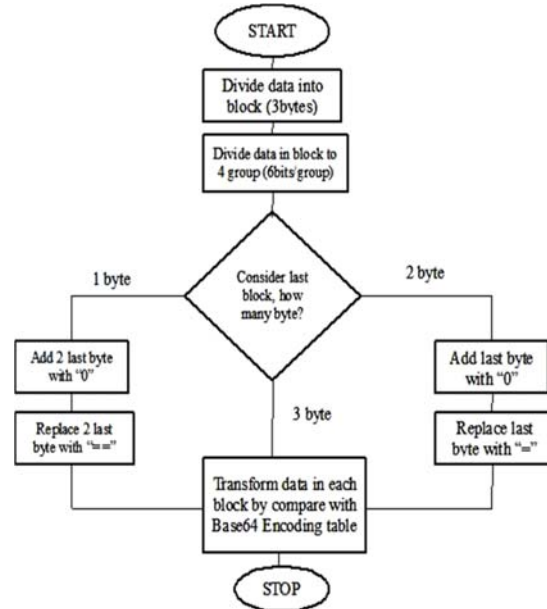 START
Divide data into
block (3bytes)
Divide data in block to
4 group (6bits/group)
Consider last
block, how
many byte?
1 byte
2 byte
3 byte
Add 2 last byte
with “0”
Replace 2 last
byte with “==”
Add last byte
with “0”
Replace last
byte with “=”
Transform data in each
block by compare with
Base64 Encoding table
STOP